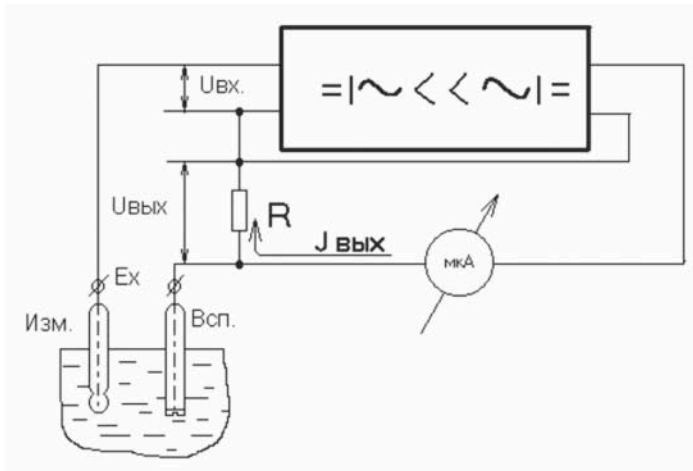 Uвх.
=|~ < < ~|=
Uвых
R
J вых
мкА
Ex
Изм.
Всп.